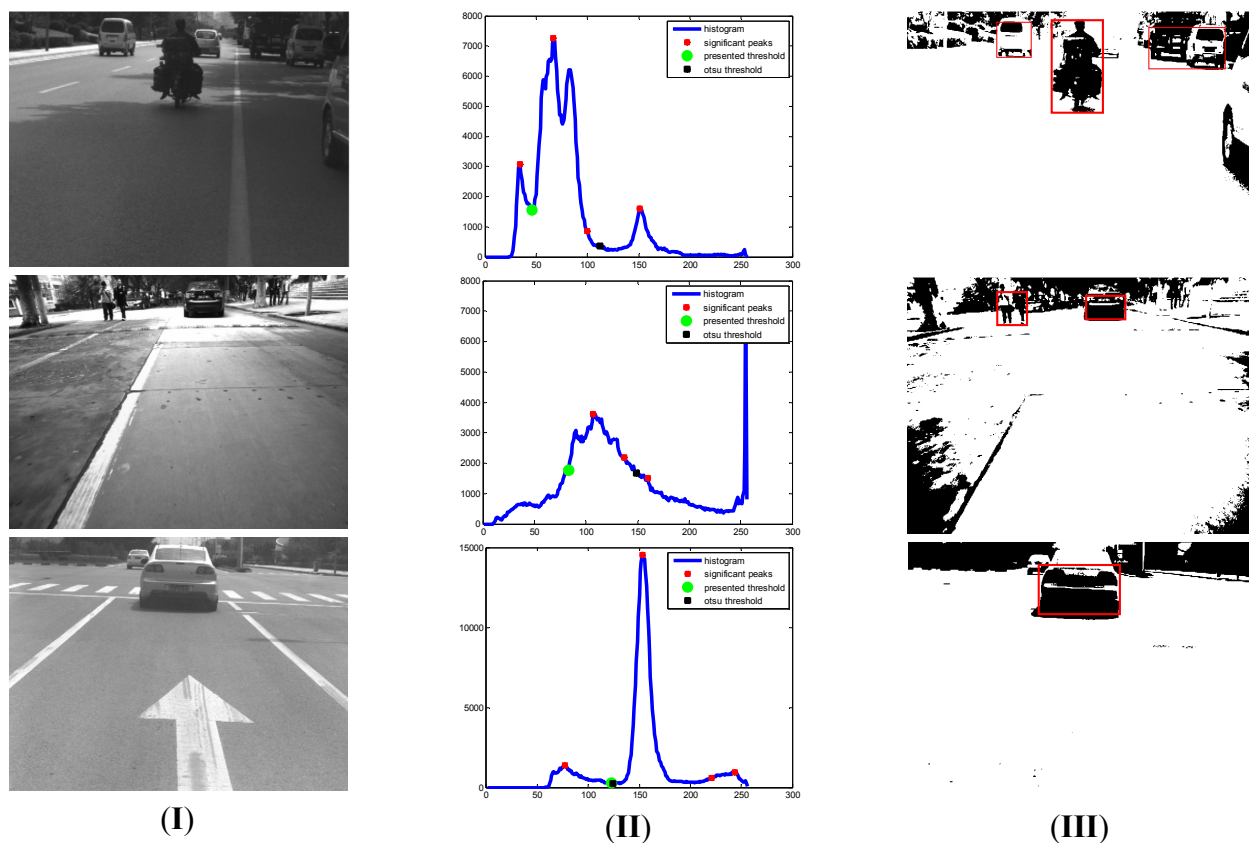 8000
7000
6000
5000
4000
3000
2000
1000
0
0 50 100 150 200 250 300
histogram
significant peaks
presented threshold
otsu threshold
8000
7000
6000
5000
4000
3000
2000
1000
0
0 50 100 150 200 250 300
histogram
significant peaks
presented threshold
otsu threshold
15000
10000
5000
0
0 50 100 150 200 250 300
histogram
significant peaks
presented threshold
otsu threshold
(I) (II) (III)